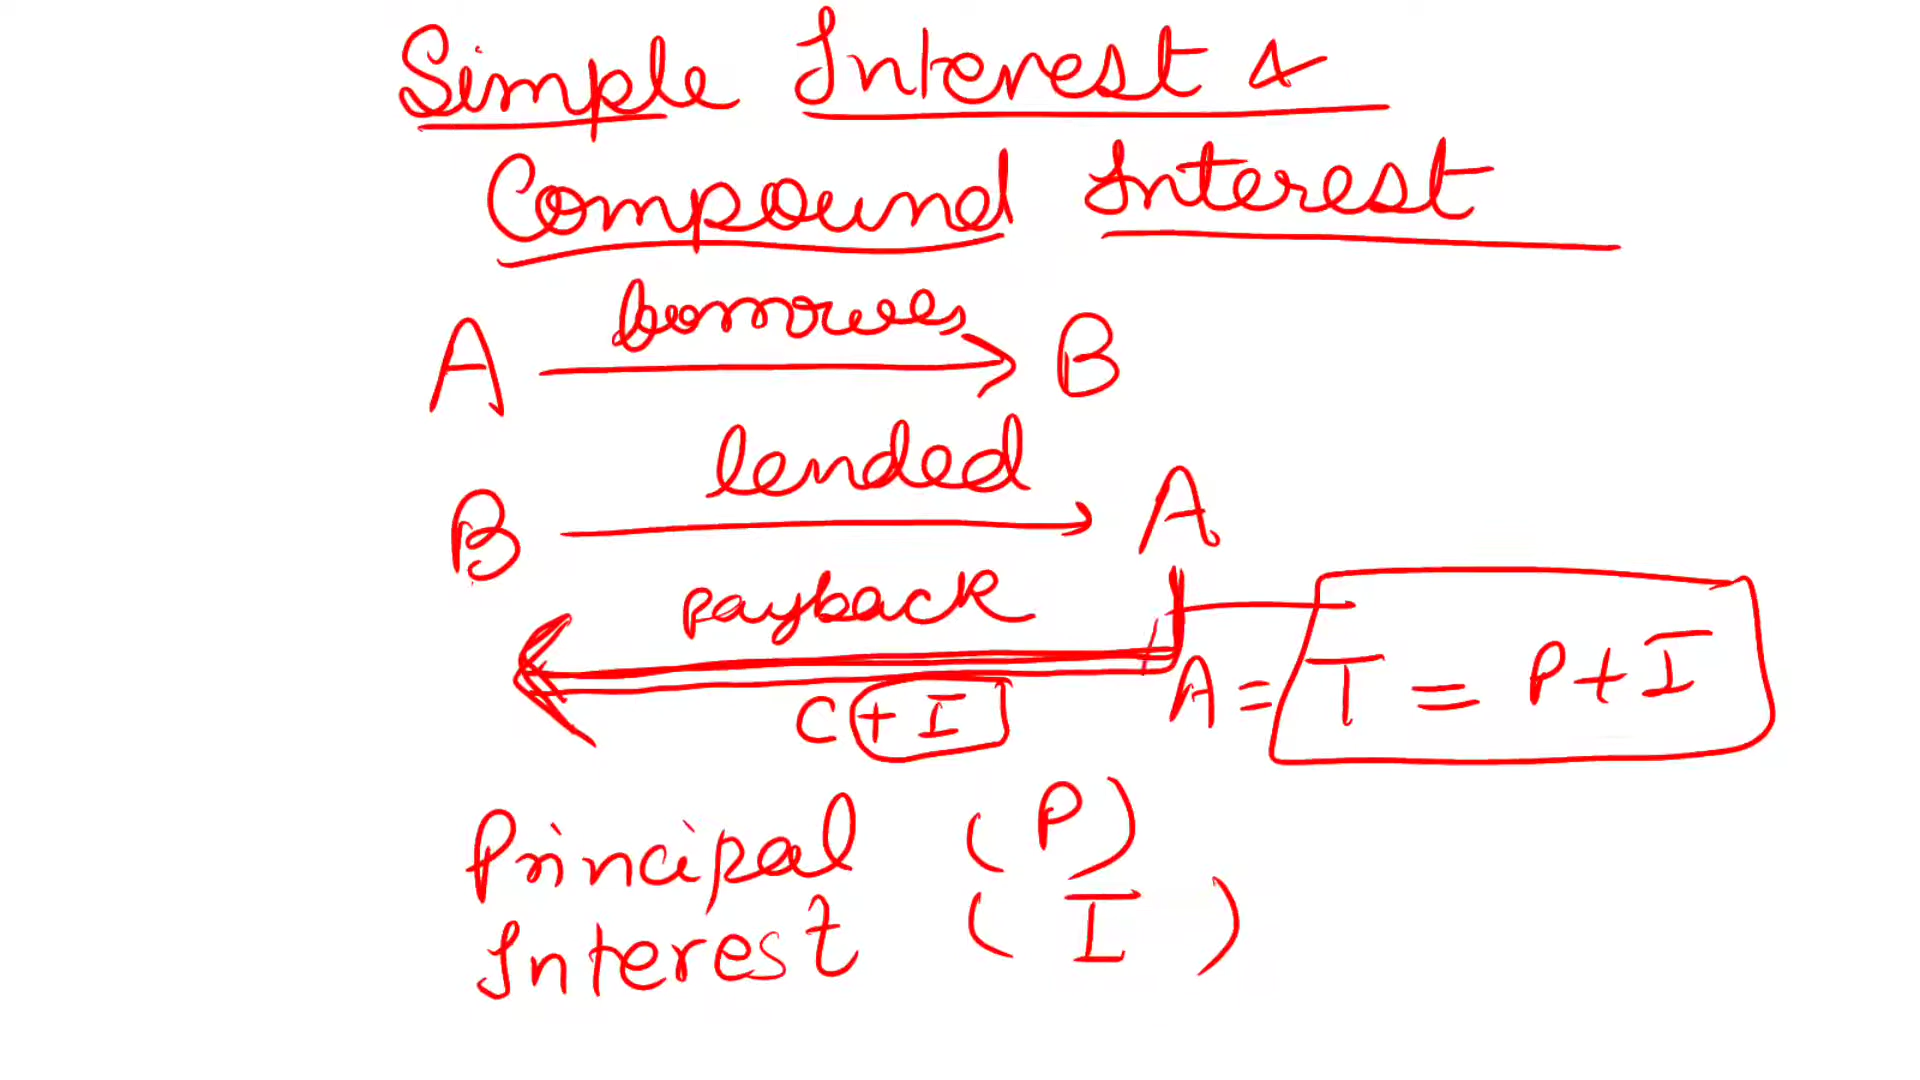 Simple Interest &
Compound Interest
A borrows B
B lended A
payback
C + I
A = T = P + I
Principal (P)
Interest (I)